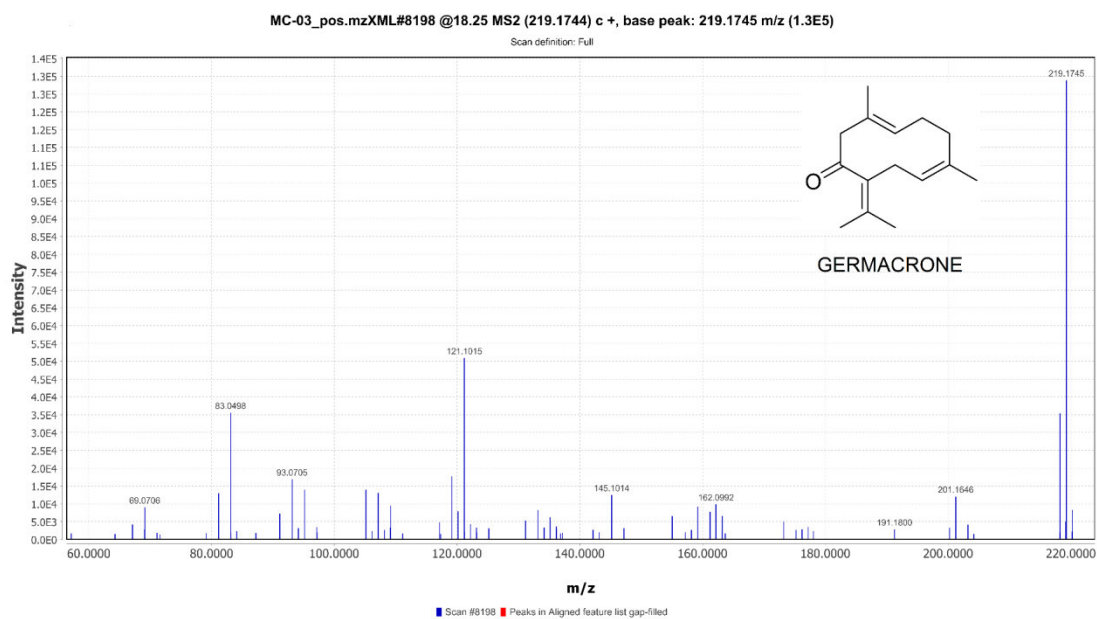 MC-03_pos.mzXML#8198 @18.25 MS2 (219.1744) c +, base peak: 219.1745 m/z (1.3E5)
Scan definition: Full
1.4E5
1.3E5
1.3E5
1.2E5
1.2E5
1.1E5
1.1E5
1.0E5
9.5E4
9.0E4
8.5E4
8.0E4
7.5E4
7.0E4
6.5E4
6.0E4
5.5E4
5.0E4
4.5E4
4.0E4
3.5E4
3.0E4
2.5E4
2.0E4
1.5E4
1.0E4
5.0E3
0.0E0
Intensity
219.1745
O
GERMACRONE
121.1015
83.0498
93.0705
69.0706
145.1014
162.0992
201.1646
191.1800
60.0000 80.0000 100.0000 120.0000 140.0000 160.0000 180.0000 200.0000 220.0000
m/z
Scan #8198 Peaks in Aligned feature list gap-filled